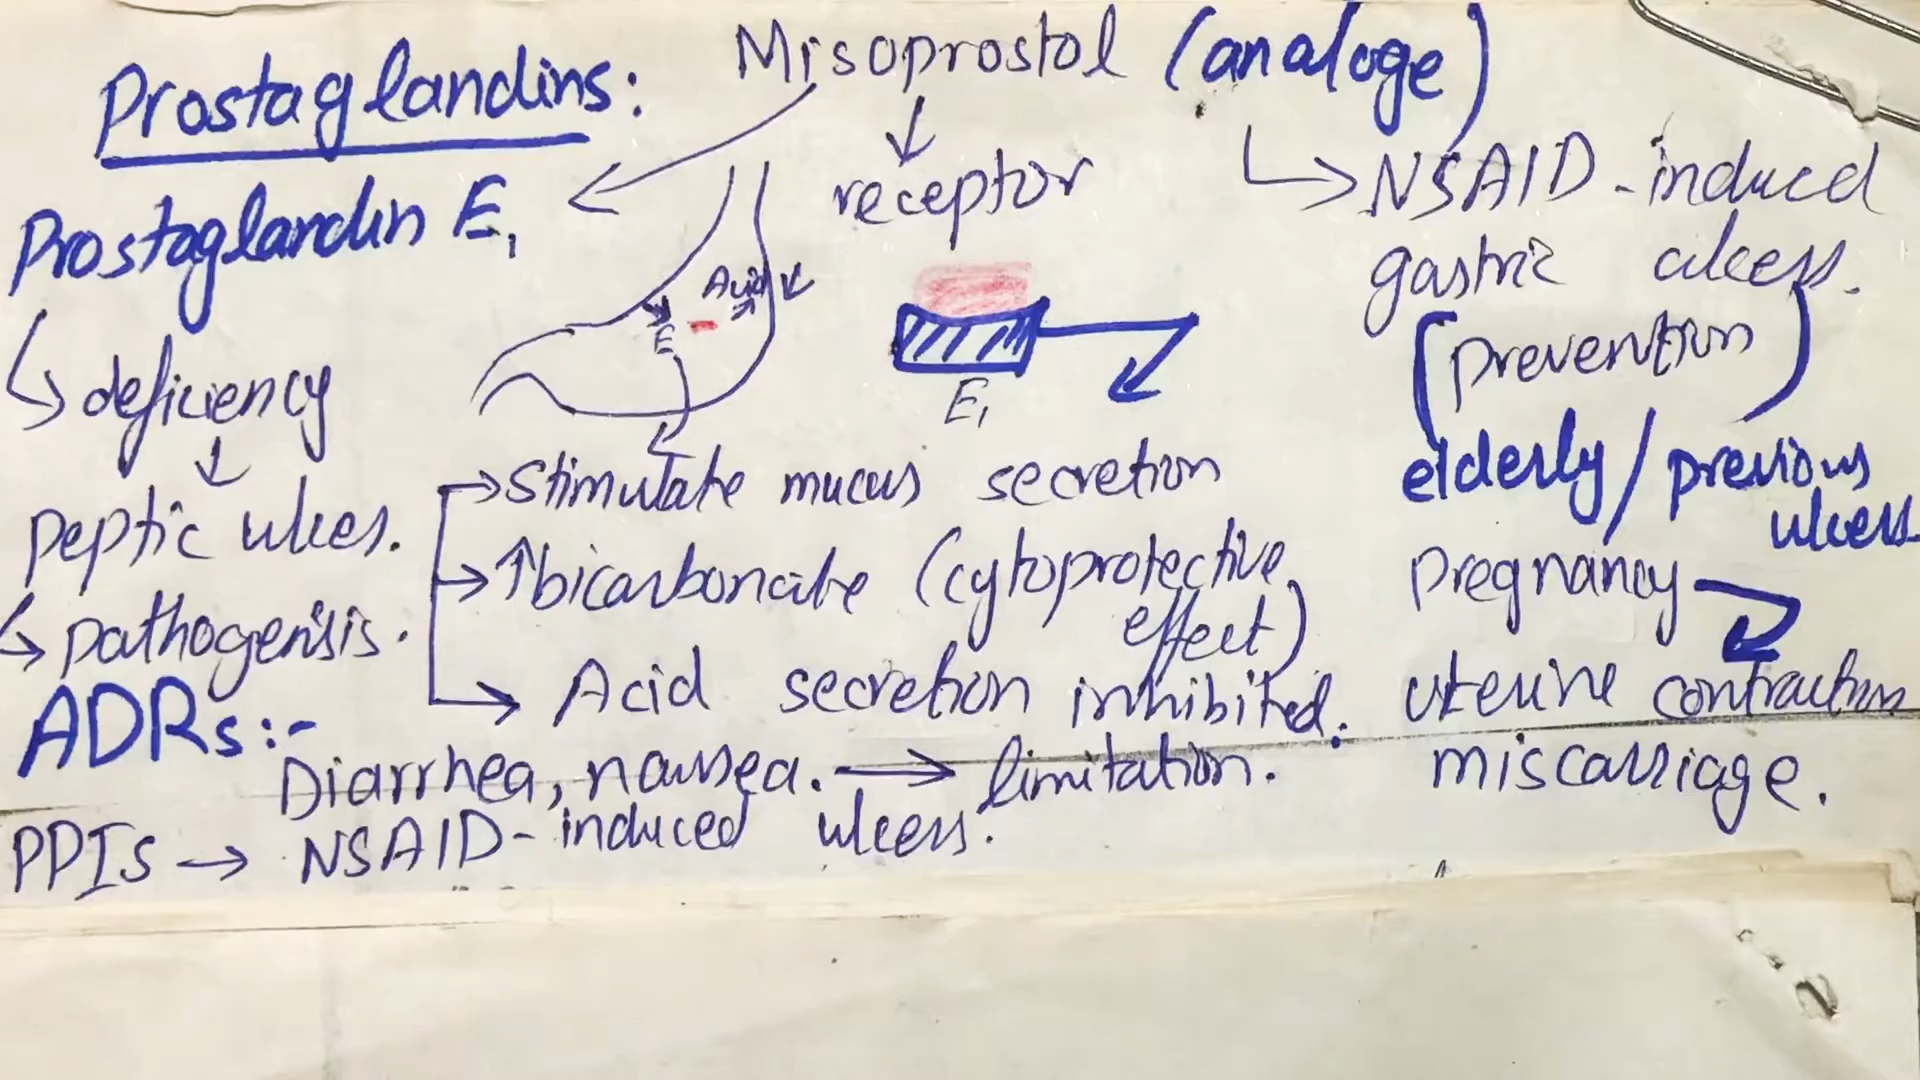 Prostaglandins:
Misoprostol (analoge)
Prostaglandin E1
receptor
NSAID-induced
gastric ulcers.
(prevention)
elderly/previous
ulcers
Acid
E
E1
deficiency
peptic ulces.
pathogenisis.
Stimulate mucus secretion
↑bicarbonate (cytoprotective
effect)
Acid secretion inhibited.
pregnancy
uterine contraction
miscarriage.
ADRs:-
Diarrhea, nausea. → limitation.
PPIs → NSAID-induced ulcers.